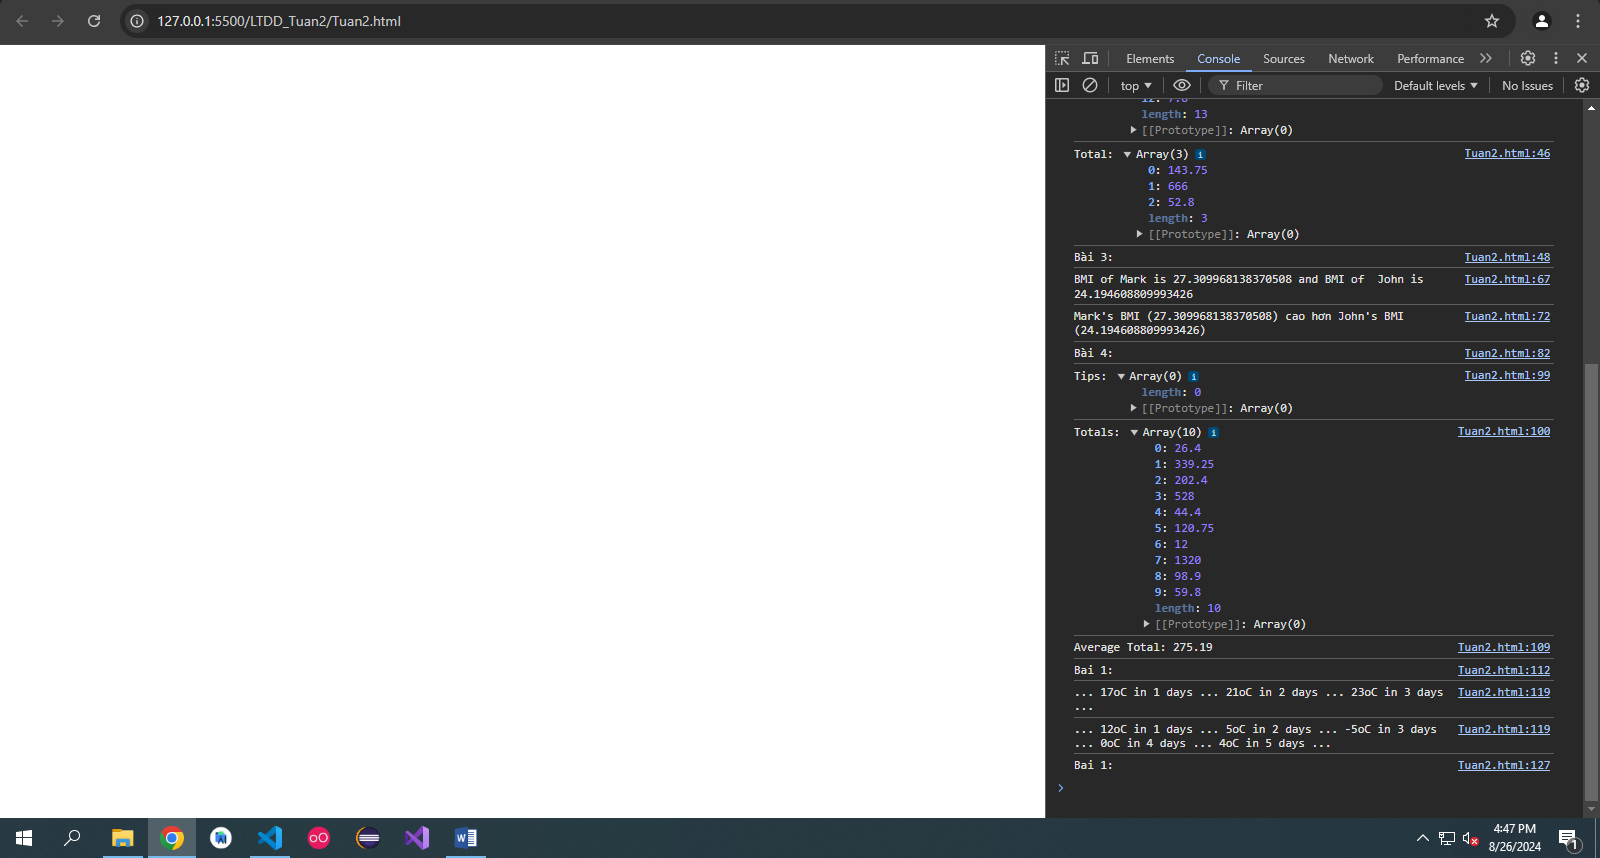 127.0.0.1:5500/LTDD_Tuan2/Tuan2.html
Elements Console Sources Network Performance
top Filter Default levels No Issues
length: 13
[[Prototype]]: Array(0)
Total: Array(3) i Tuan2.html:46
0: 143.75
1: 666
2: 52.8
length: 3
[[Prototype]]: Array(0)
Bài 3: Tuan2.html:48
BMI of Mark is 27.309968138370508 and BMI of  John is Tuan2.html:67
24.194608809993426
Mark's BMI (27.309968138370508) cao hơn John's BMI Tuan2.html:72
(24.194608809993426)
Bài 4: Tuan2.html:82
Tips: Array(0) i Tuan2.html:99
length: 0
[[Prototype]]: Array(0)
Totals: Array(10) i Tuan2.html:100
0: 26.4
1: 339.25
2: 202.4
3: 528
4: 44.4
5: 120.75
6: 12
7: 1320
8: 98.9
9: 59.8
length: 10
[[Prototype]]: Array(0)
Average Total: 275.19 Tuan2.html:109
Bai 1: Tuan2.html:112
... 17oC in 1 days ... 21oC in 2 days ... 23oC in 3 days Tuan2.html:119
...
... 12oC in 1 days ... 5oC in 2 days ... -5oC in 3 days Tuan2.html:119
... 0oC in 4 days ... 4oC in 5 days ...
Bai 1: Tuan2.html:127
4:47 PM
8/26/2024
1